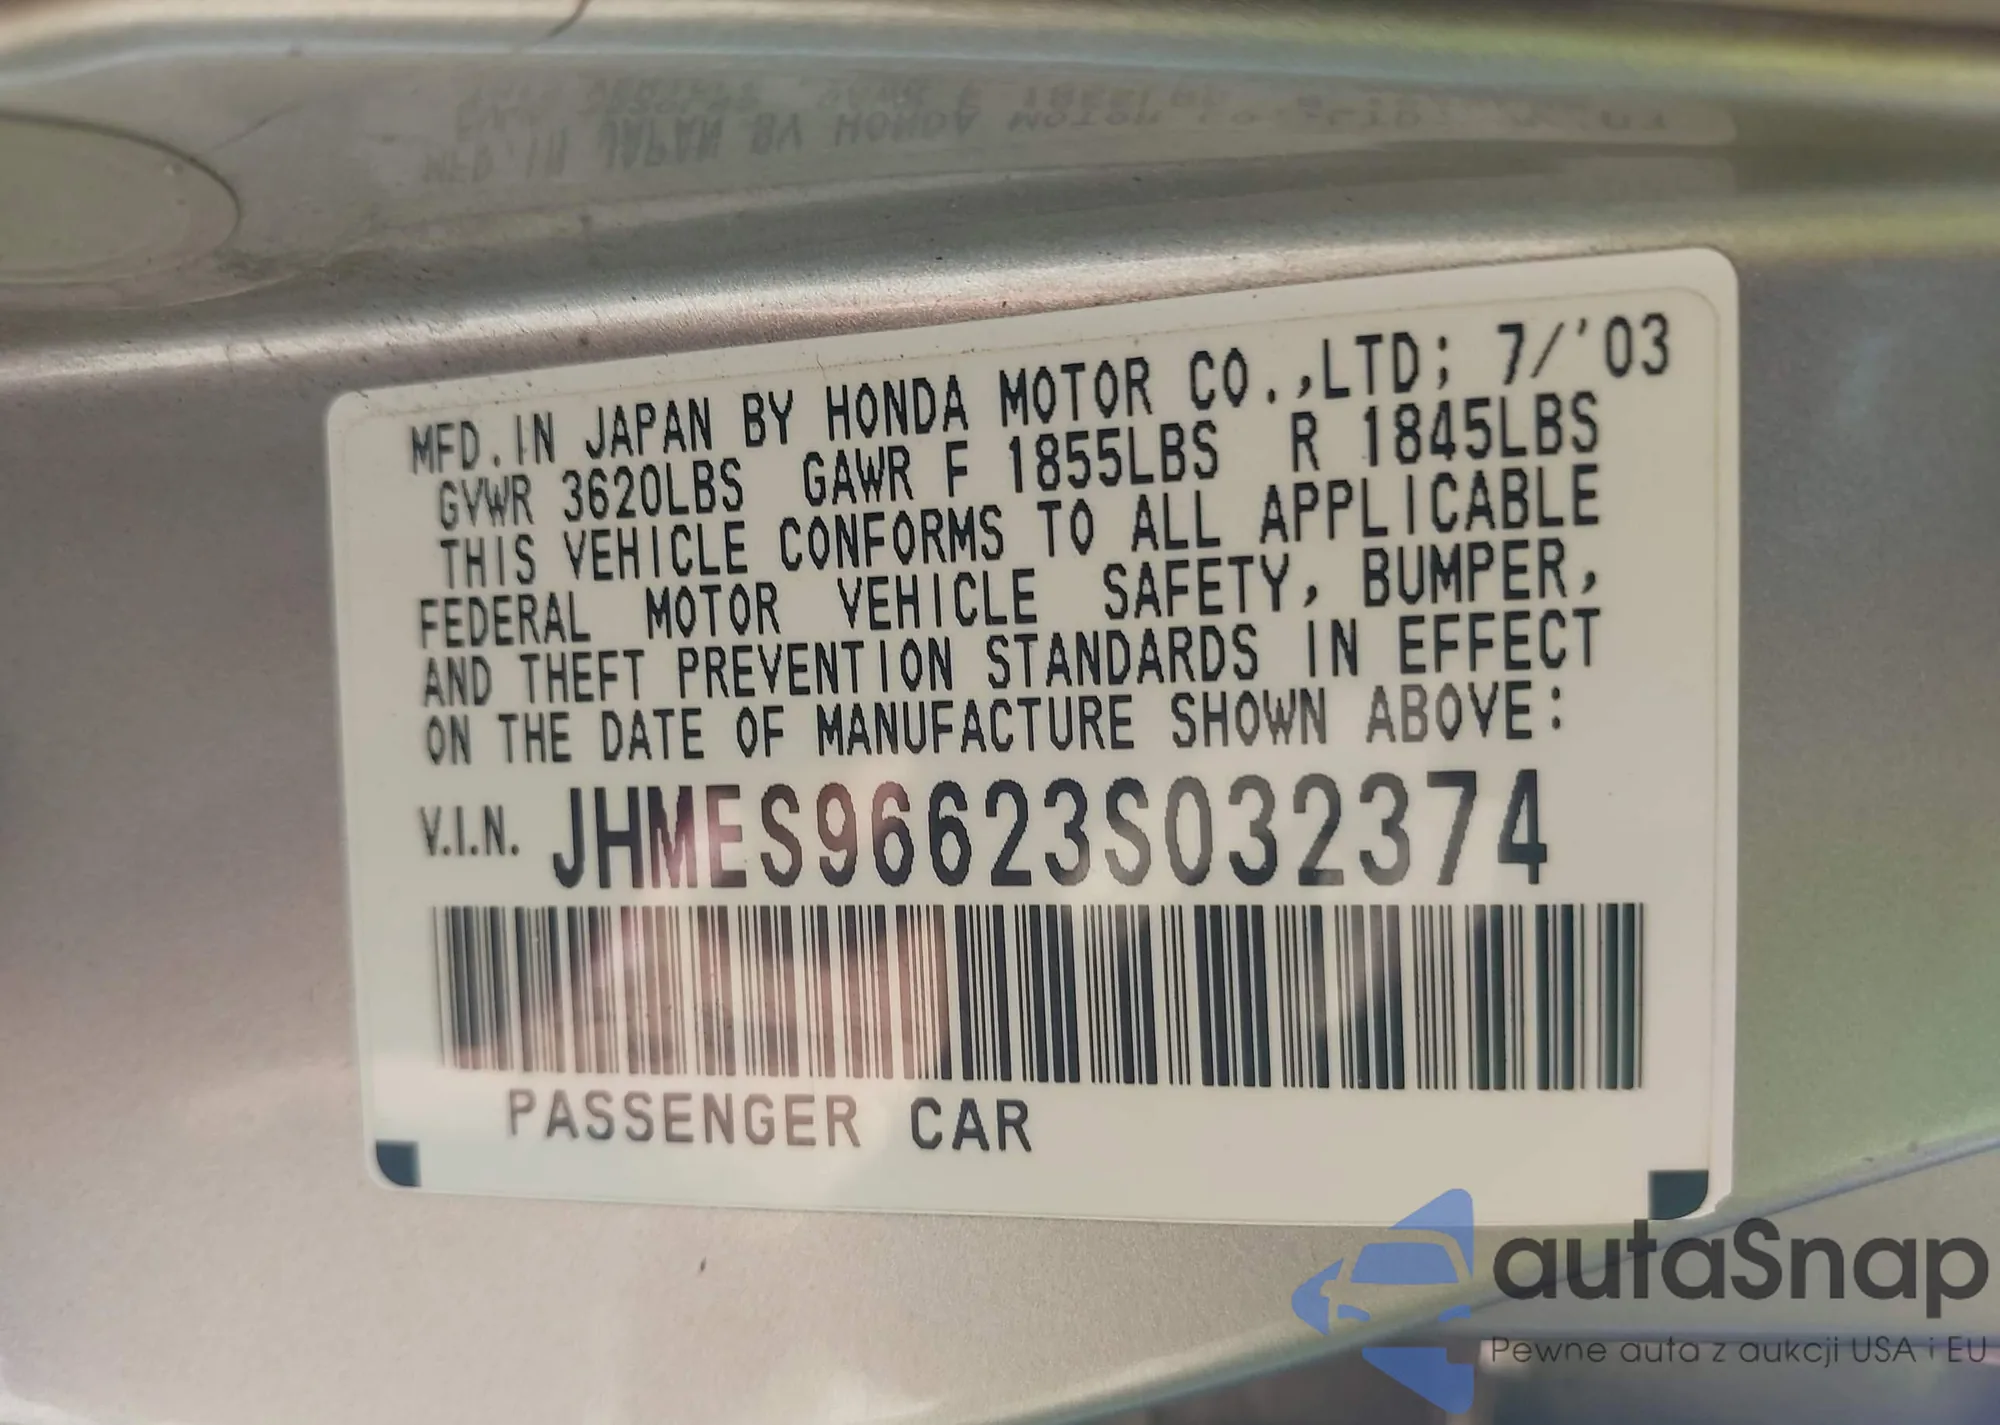 MFD. IN JAPAN BY HONDA MOTOR CO.,LTD; 7/'03
GVWR 3620LBS GAWR F 1855LBS R 1845LBS
THIS VEHICLE CONFORMS TO ALL APPLICABLE
FEDERAL MOTOR VEHICLE SAFETY, BUMPER,
AND THEFT PREVENTION STANDARDS IN EFFECT
ON THE DATE OF MANUFACTURE SHOWN ABOVE:
V.I.N. JHMES96623S032374
PASSENGER CAR
autaSnap
Pewne auta z aukcji USA i EU